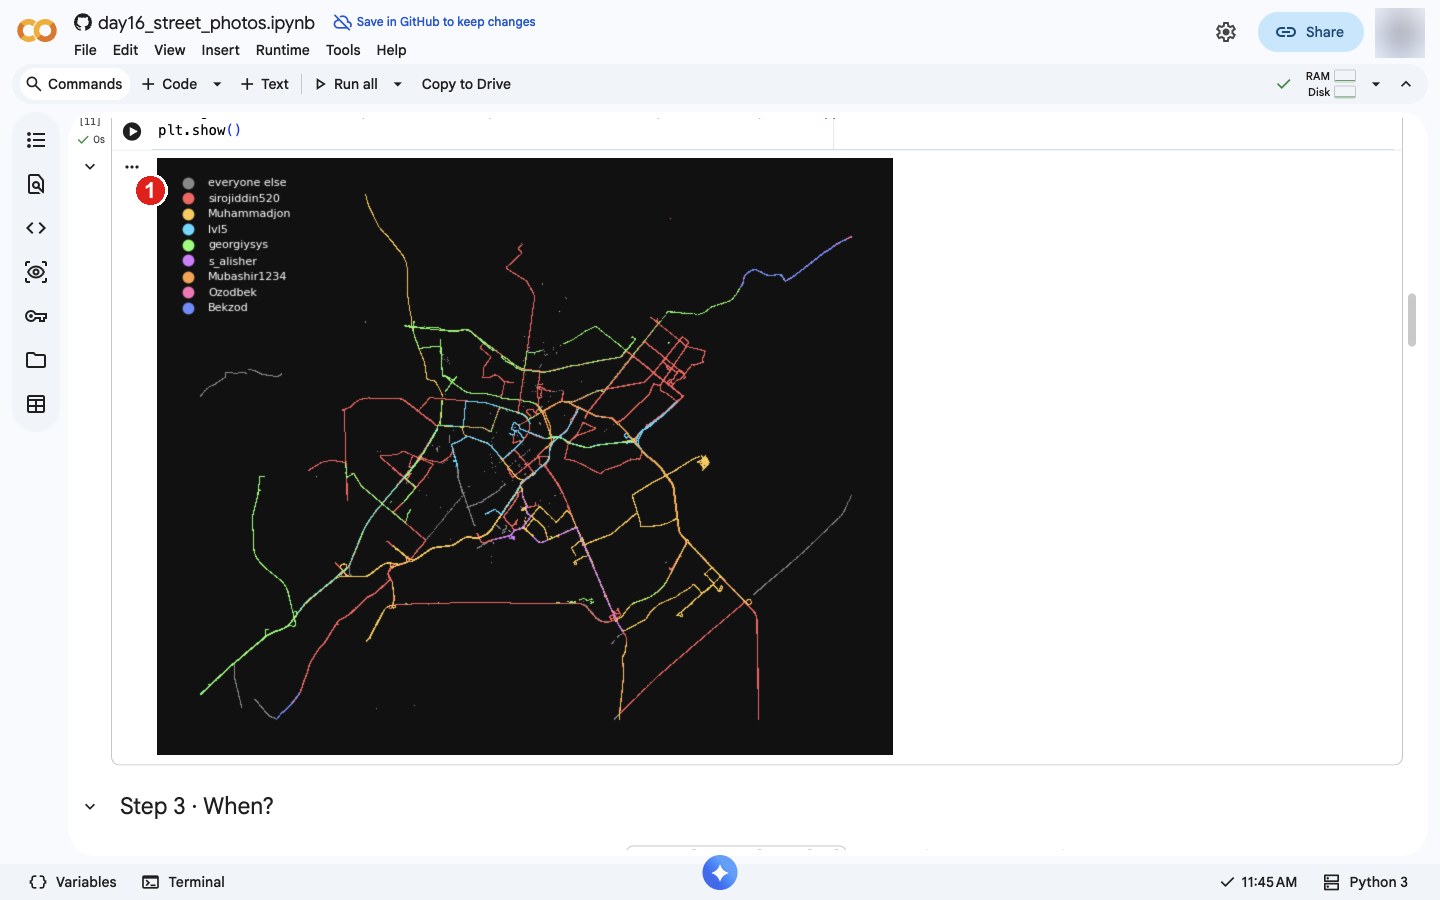 day16_street_photos.ipynb
Save in GitHub to keep changes
File Edit View Insert Runtime Tools Help
Share
Commands
+ Code
+ Text
Run all
Copy to Drive
RAM
Disk
[11]
0s
plt.show()
1
everyone else
sirojiddin520
Muhammadjon
lvl5
georgiysys
s_alisher
Mubashir1234
Ozodbek
Bekzod
Step 3 · When?
Variables
Terminal
11:45 AM
Python 3